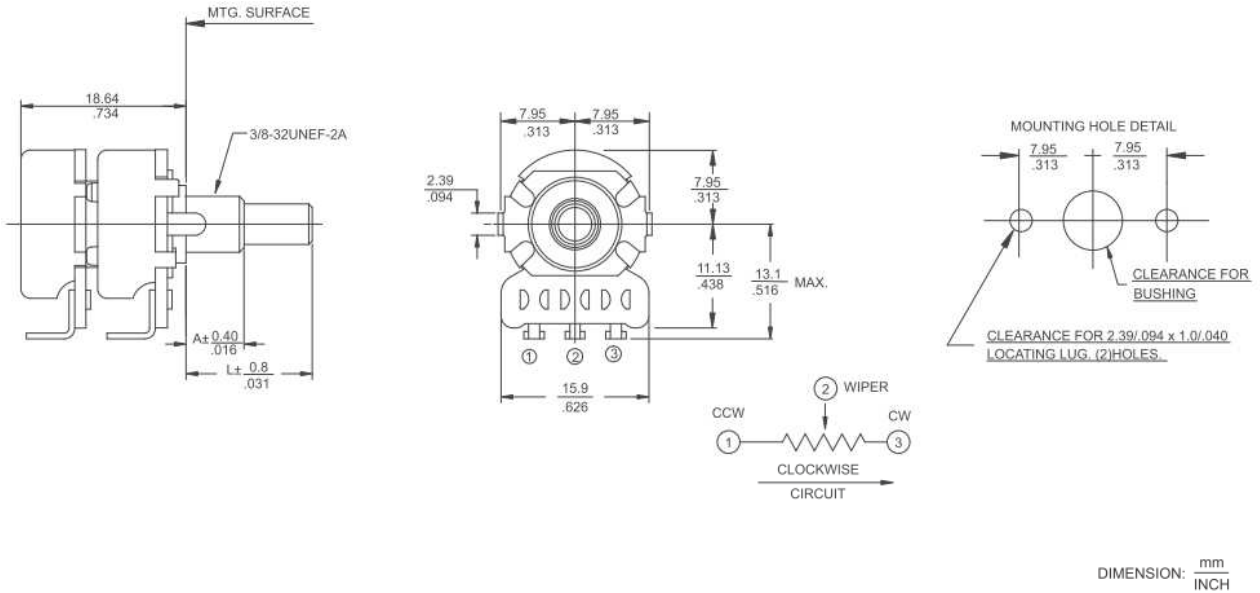 MTG. SURFACE
18.64
.734
3/8-32UNEF-2A
A± 0.40
.016
L± 0.8
.031
7.95
.313
7.95
.313
2.39
.094
7.95
.313
11.13
.438
13.1
.516
MAX.
① ② ③
15.9
.626
② WIPER
CCW
CW
① ③
CLOCKWISE
CIRCUIT
MOUNTING HOLE DETAIL
7.95
.313
7.95
.313
CLEARANCE FOR
BUSHING
CLEARANCE FOR 2.39/.094 x 1.0/.040
LOCATING LUG. (2)HOLES.
DIMENSION: mm
INCH